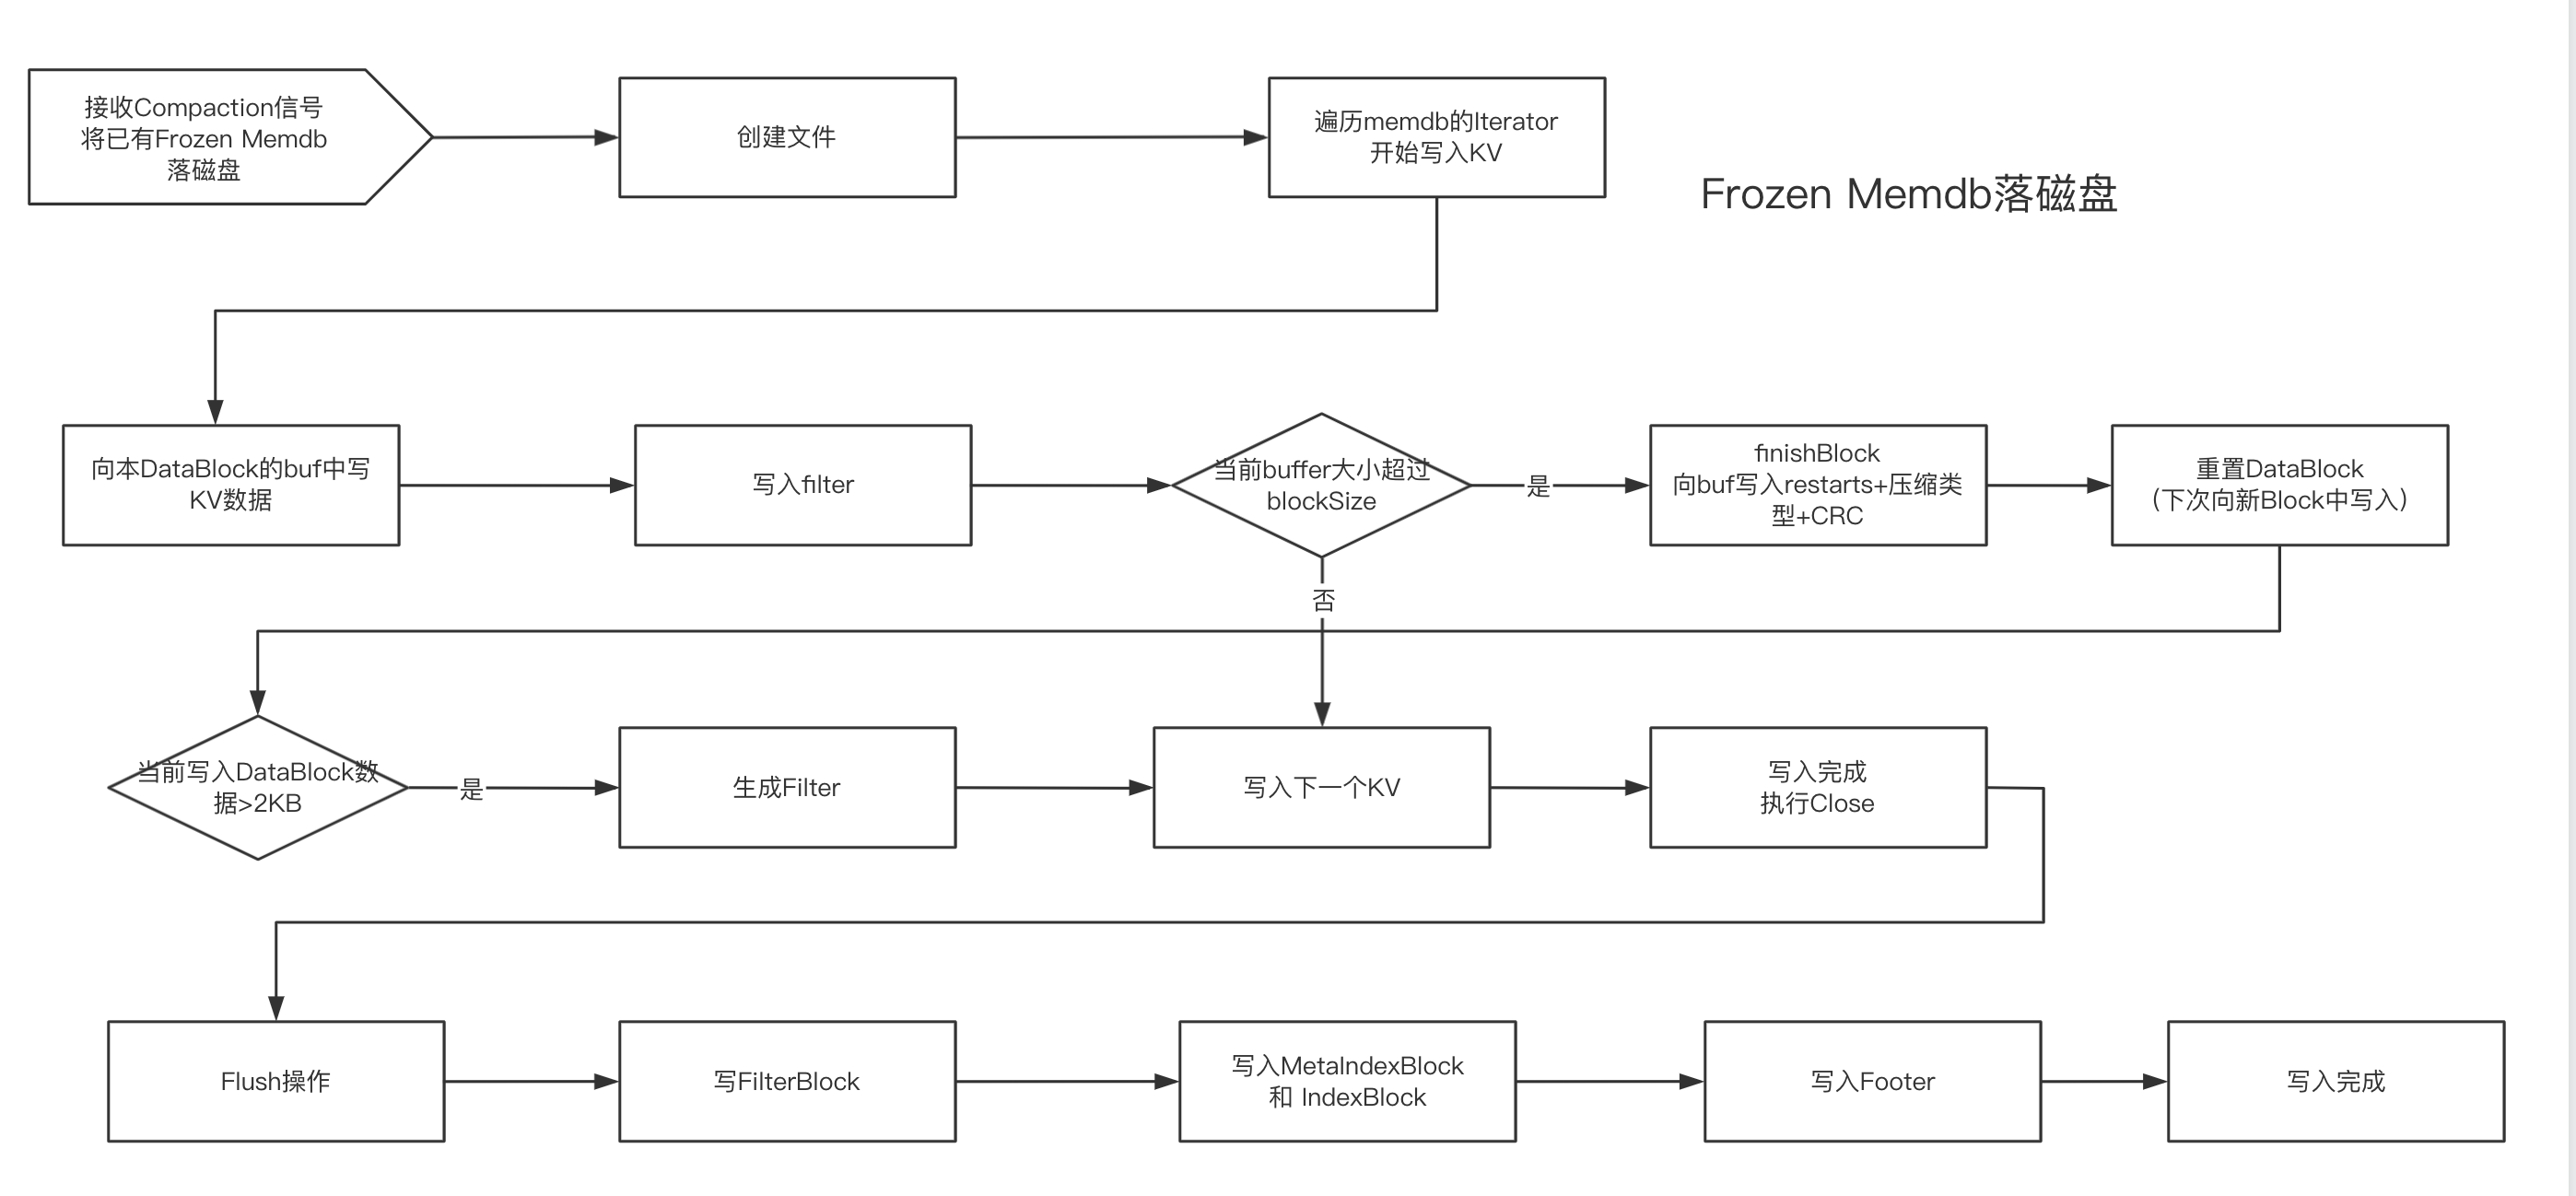 接收Compaction信号
将已有Frozen Memdb
落磁盘
创建文件
遍历memdb的Iterator
开始写入KV
Frozen Memdb落磁盘
向本DataBlock的buf中写
KV数据
写入filter
当前buffer大小超过
blockSize
是
finishBlock
向buf写入restarts+压缩类
型+CRC
重置DataBlock
（下次向新Block中写入）
否
当前写入DataBlock数
据>2KB
是
生成Filter
写入下一个KV
写入完成
执行Close
Flush操作
写FilterBlock
写入MetaIndexBlock
和 IndexBlock
写入Footer
写入完成